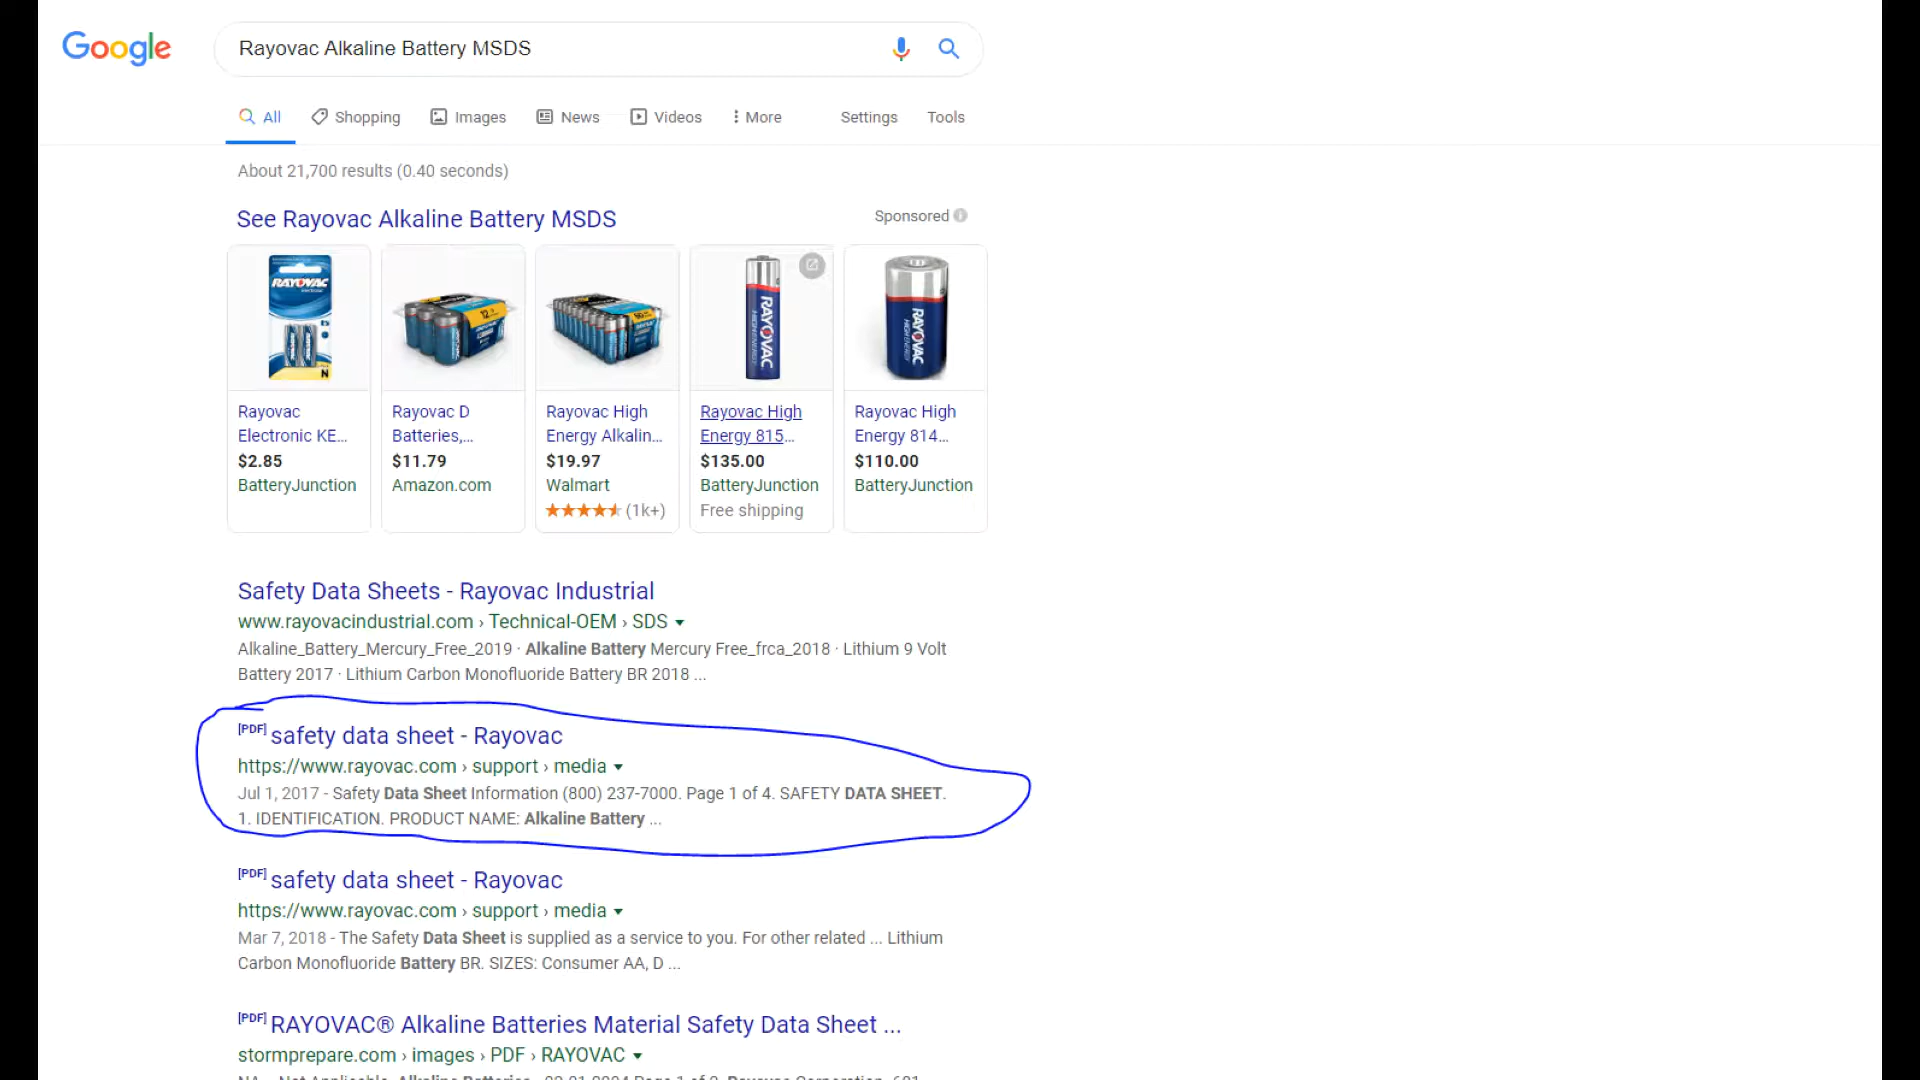 Google
Rayovac Alkaline Battery MSDS
All Shopping Images News Videos More Settings Tools
About 21,700 results (0.40 seconds)
See Rayovac Alkaline Battery MSDS
Sponsored
RAYOVAC
N
12
RAYOVAC
RAYOVAC
HIGH ENERGY
RAYOVAC
HIGH ENERGY
Rayovac
Electronic KE...
$2.85
BatteryJunction
Rayovac D
Batteries,...
$11.79
Amazon.com
Rayovac High
Energy Alkalin...
$19.97
Walmart
(1k+)
Rayovac High
Energy 815...
$135.00
BatteryJunction
Free shipping
Rayovac High
Energy 814...
$110.00
BatteryJunction
Safety Data Sheets - Rayovac Industrial
www.rayovacindustrial.com › Technical-OEM › SDS
Alkaline_Battery_Mercury_Free_2019 · Alkaline Battery Mercury Free_frca_2018 · Lithium 9 Volt
Battery 2017 · Lithium Carbon Monofluoride Battery BR 2018 ...
[PDF] safety data sheet - Rayovac
https://www.rayovac.com › support › media
Jul 1, 2017 - Safety Data Sheet Information (800) 237-7000. Page 1 of 4. SAFETY DATA SHEET.
1. IDENTIFICATION. PRODUCT NAME: Alkaline Battery ...
[PDF] safety data sheet - Rayovac
https://www.rayovac.com › support › media
Mar 7, 2018 - The Safety Data Sheet is supplied as a service to you. For other related ... Lithium
Carbon Monofluoride Battery BR. SIZES: Consumer AA, D ...
[PDF] RAYOVAC® Alkaline Batteries Material Safety Data Sheet ...
stormprepare.com › images › PDF › RAYOVAC